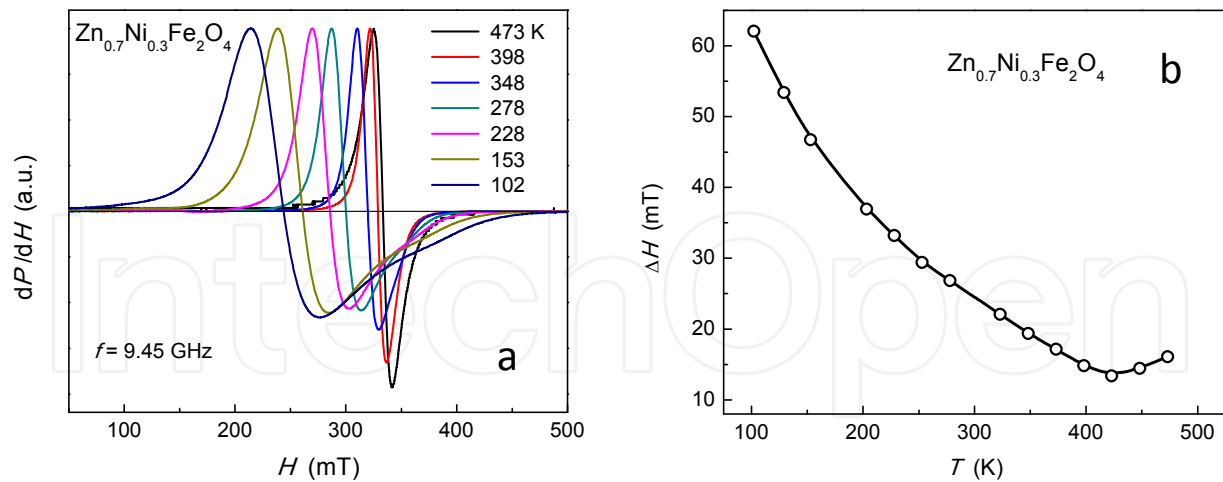 Zn0.7Ni0.3Fe2O4
473 K
398
348
278
228
153
102
dP/dH (a.u.)
f = 9.45 GHz
a
100 200 300 400 500
H (mT)
Zn0.7Ni0.3Fe2O4
b
60
50
40
30
20
10
ΔH (mT)
100 200 300 400 500
T (K)
IntechOpen